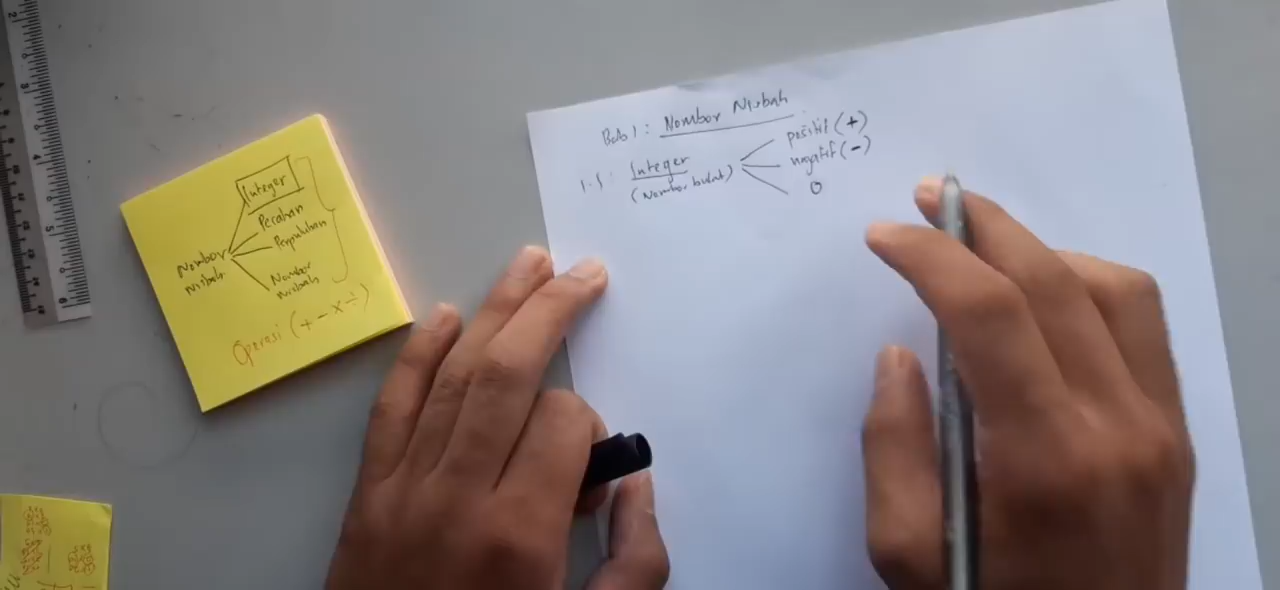 Integer
Pecahan
Perpuluhan
Nombor
nisbah
Nombor
nisbah
Operasi (+ - x ÷)
Bab 1: Nombor Nisbah
1.1: Integer
(Nombor bulat)
positif (+)
negatif (-)
0